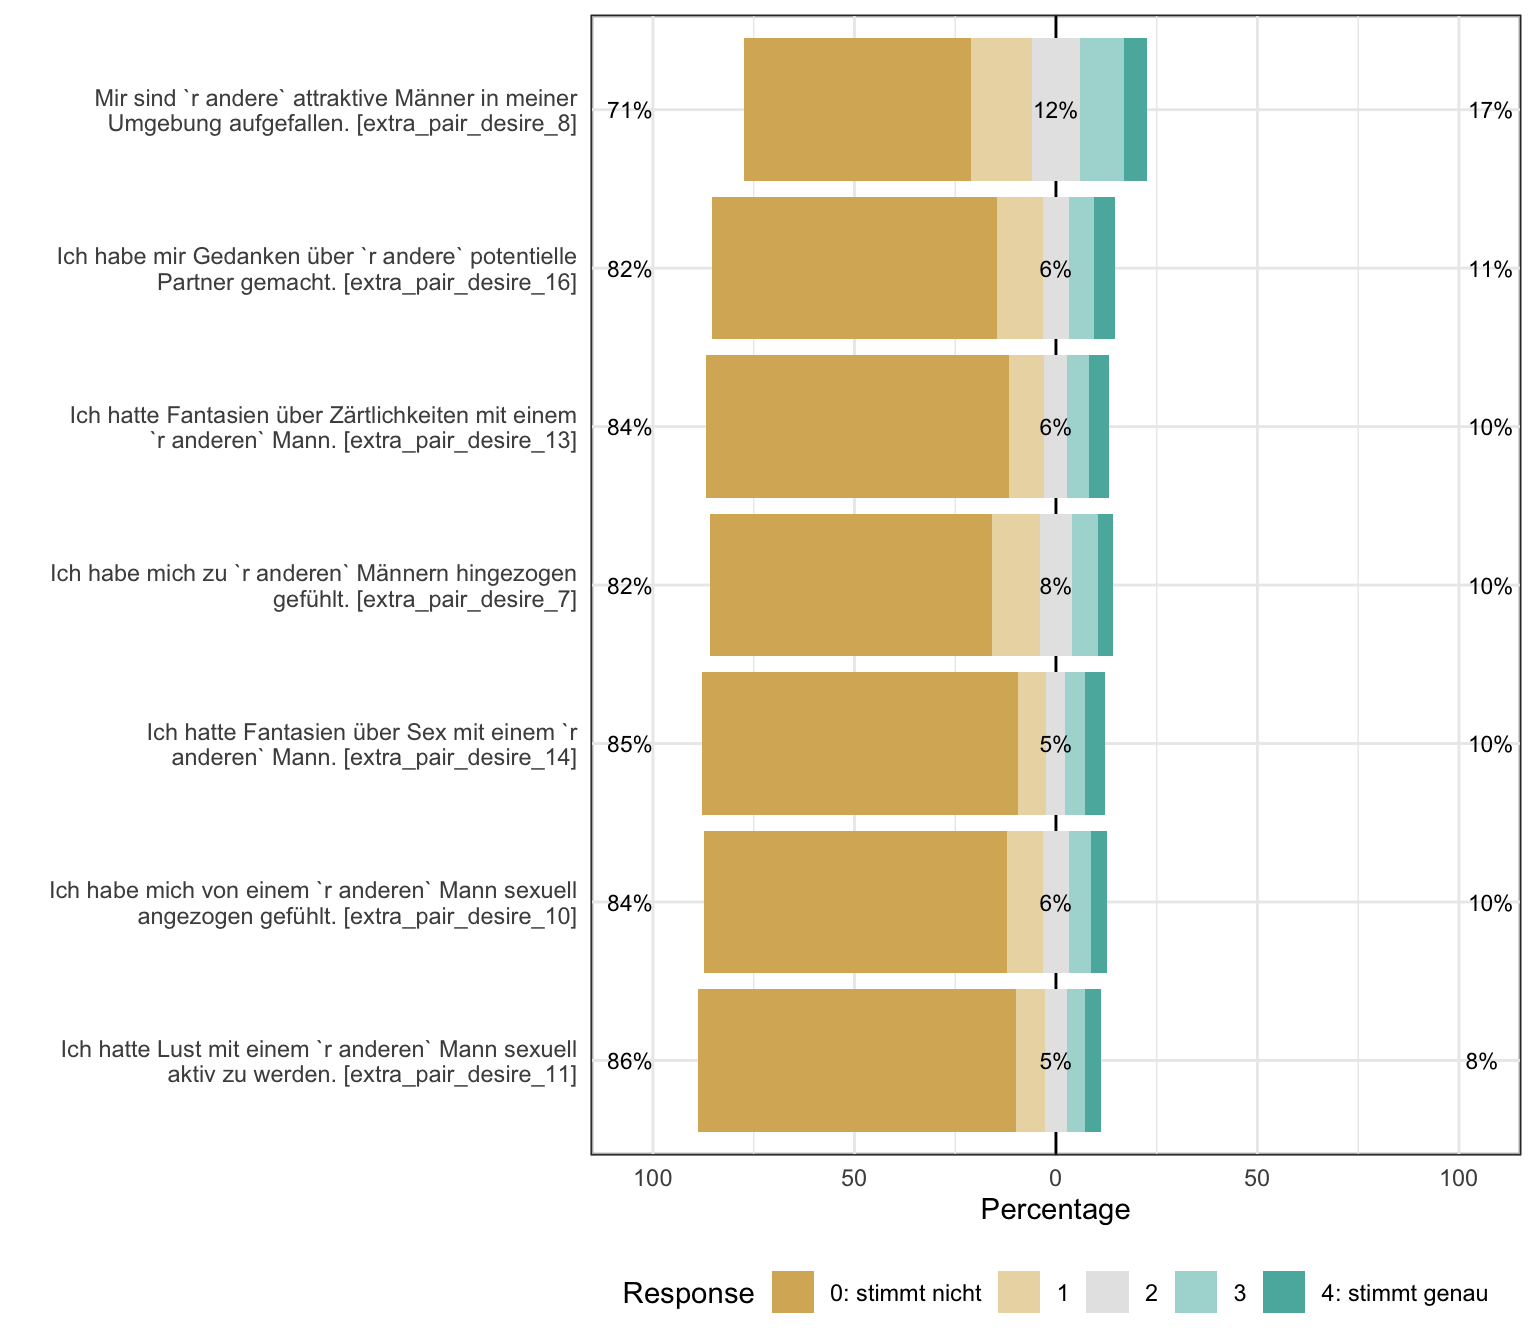 Mir sind `r andere` attraktive Männer in meiner
Umgebung aufgefallen. [extra_pair_desire_8]
71%
12%
17%
Ich habe mir Gedanken über `r andere` potentielle
Partner gemacht. [extra_pair_desire_16]
82%
6%
11%
Ich hatte Fantasien über Zärtlichkeiten mit einem
`r anderen` Mann. [extra_pair_desire_13]
84%
6%
10%
Ich habe mich zu `r anderen` Männern hingezogen
gefühlt. [extra_pair_desire_7]
82%
8%
10%
Ich hatte Fantasien über Sex mit einem `r
anderen` Mann. [extra_pair_desire_14]
85%
5%
10%
Ich habe mich von einem `r anderen` Mann sexuell
angezogen gefühlt. [extra_pair_desire_10]
84%
6%
10%
Ich hatte Lust mit einem `r anderen` Mann sexuell
aktiv zu werden. [extra_pair_desire_11]
86%
5%
8%
100 50 0 50 100
Percentage
Response 0: stimmt nicht 1 2 3 4: stimmt genau